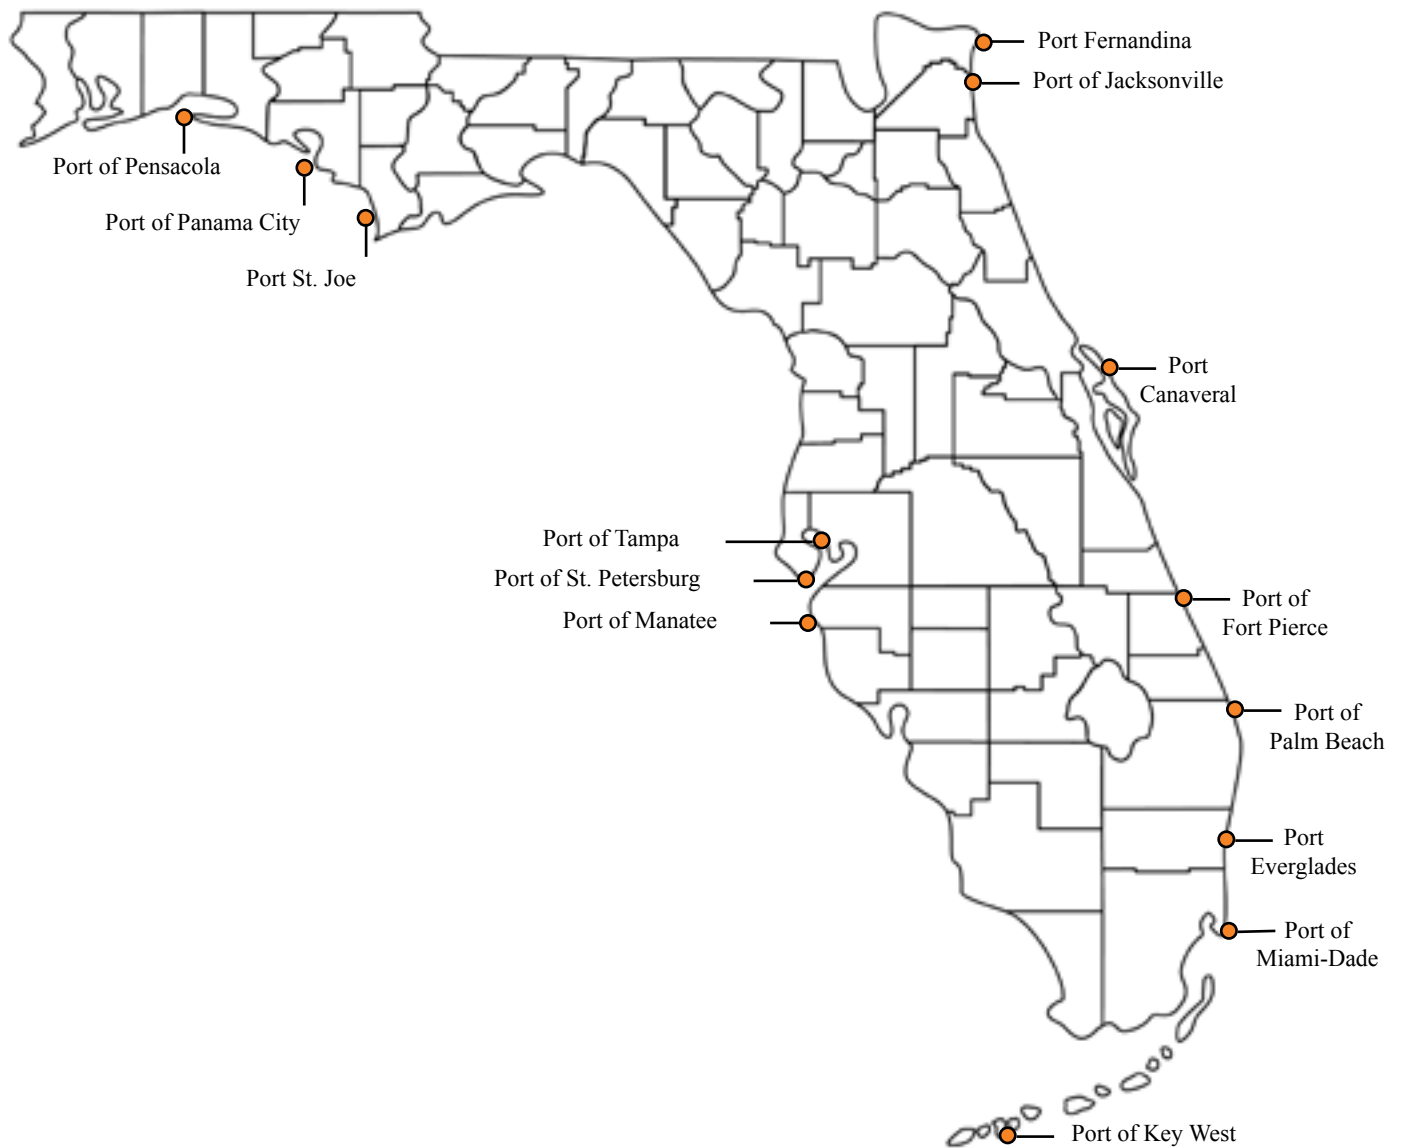 Port Fernandina
Port of Jacksonville
Port of Pensacola
Port of Panama City
Port St. Joe
Port
Canaveral
Port of Tampa
Port of St. Petersburg
Port of Manatee
Port of
Fort Pierce
Port of
Palm Beach
Port
Everglades
Port of
Miami-Dade
Port of Key West